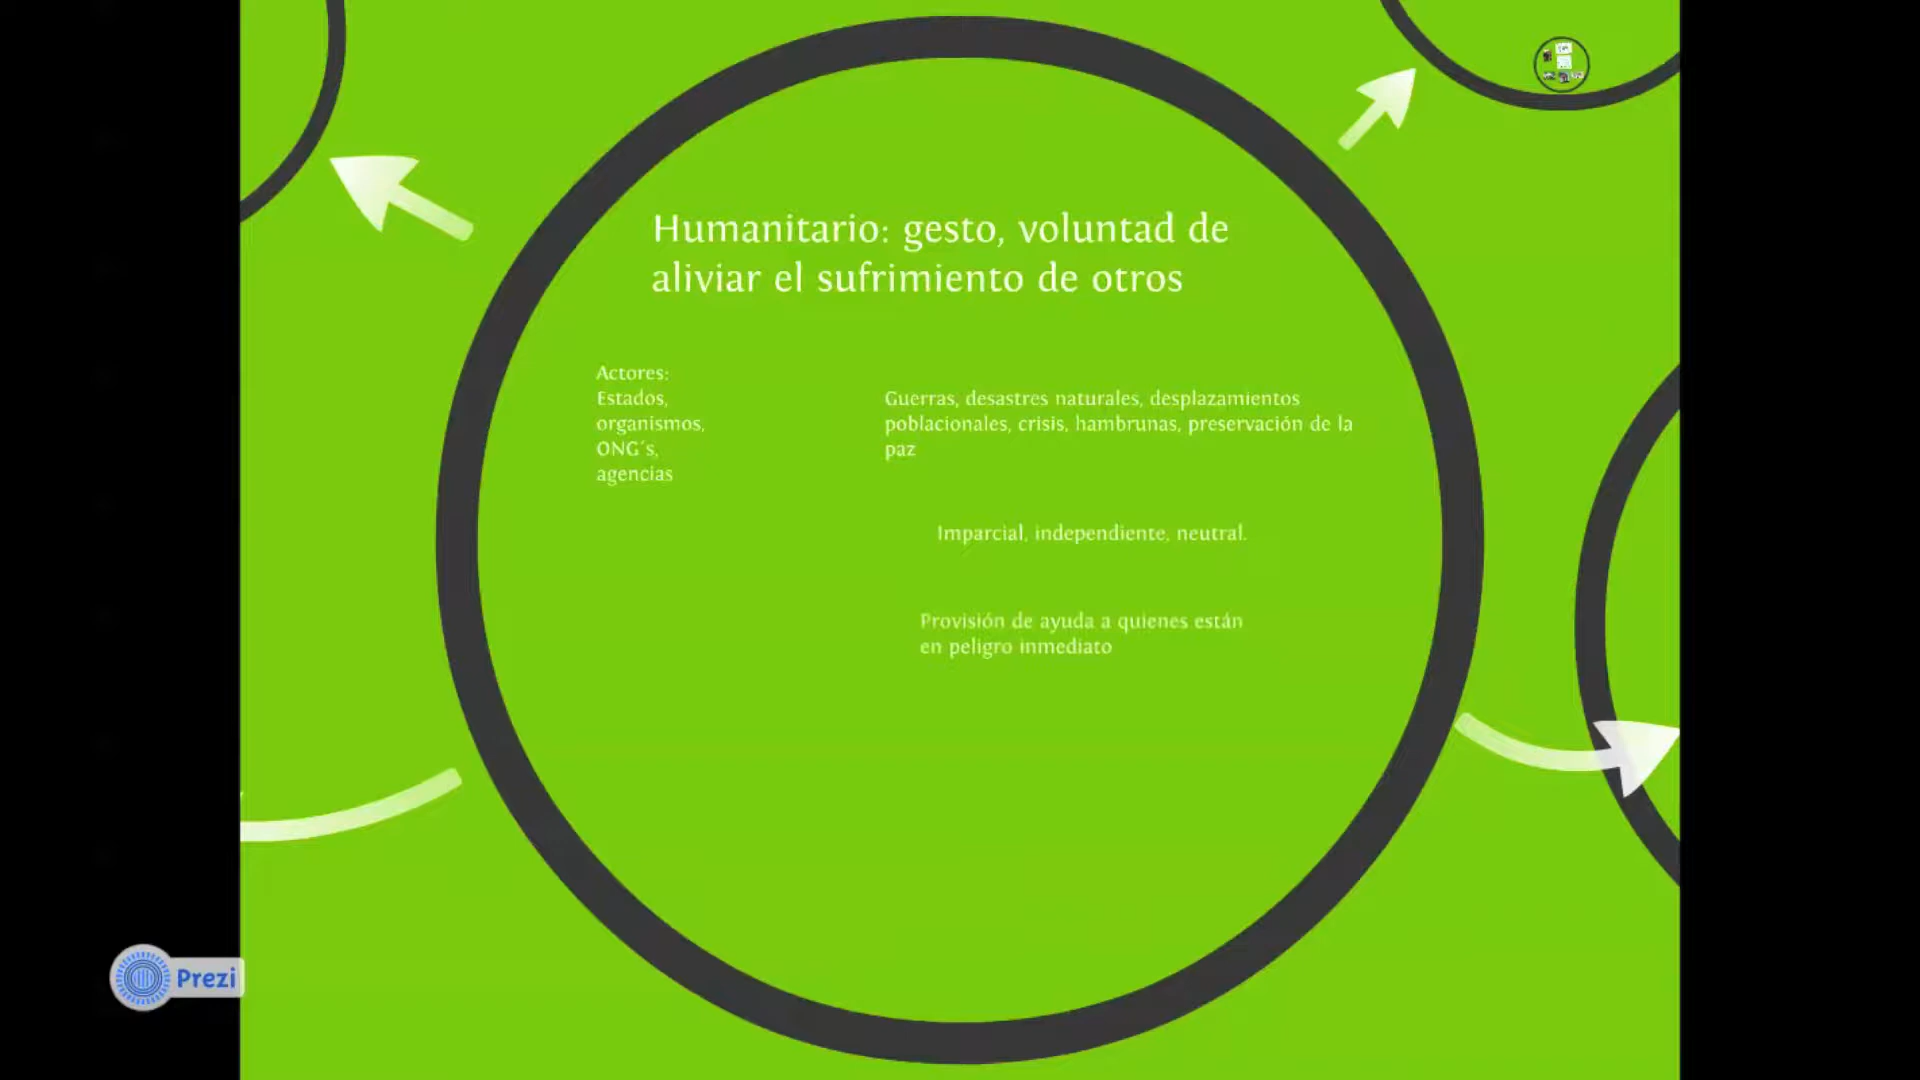 Humanitario: gesto, voluntad de
aliviar el sufrimiento de otros
Actores:
Estados,
organismos,
ONG´s,
agencias
Guerras, desastres naturales, desplazamientos
poblacionales, crisis, hambrunas, preservación de la
paz
Imparcial, independiente, neutral.
Provisión de ayuda a quienes están
en peligro inmediato
Prezi